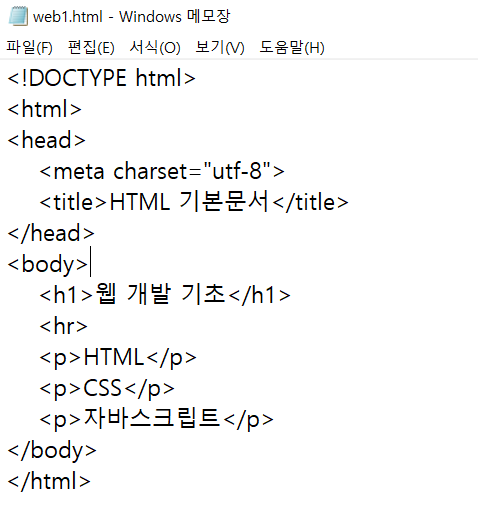 web1.html - Windows 메모장
파일(F) 편집(E) 서식(O) 보기(V) 도움말(H)
<!DOCTYPE html>
<html>
<head>
    <meta charset="utf-8">
    <title>HTML 기본문서</title>
</head>
<body>
    <h1>웹 개발 기초</h1>
    <hr>
    <p>HTML</p>
    <p>CSS</p>
    <p>자바스크립트</p>
</body>
</html>